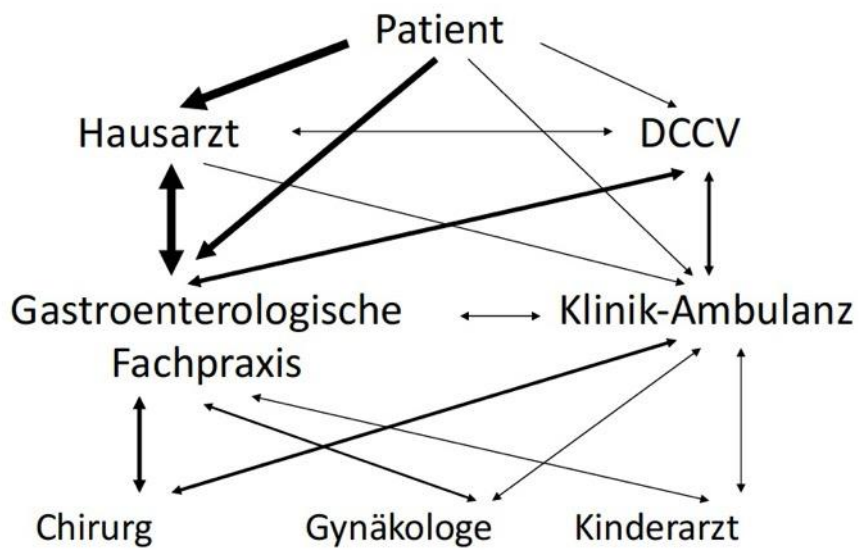 Patient
Hausarzt
DCCV
Gastroenterologische
Klinik-Ambulanz
Fachpraxis
Chirurg
Gynäkologe
Kinderarzt